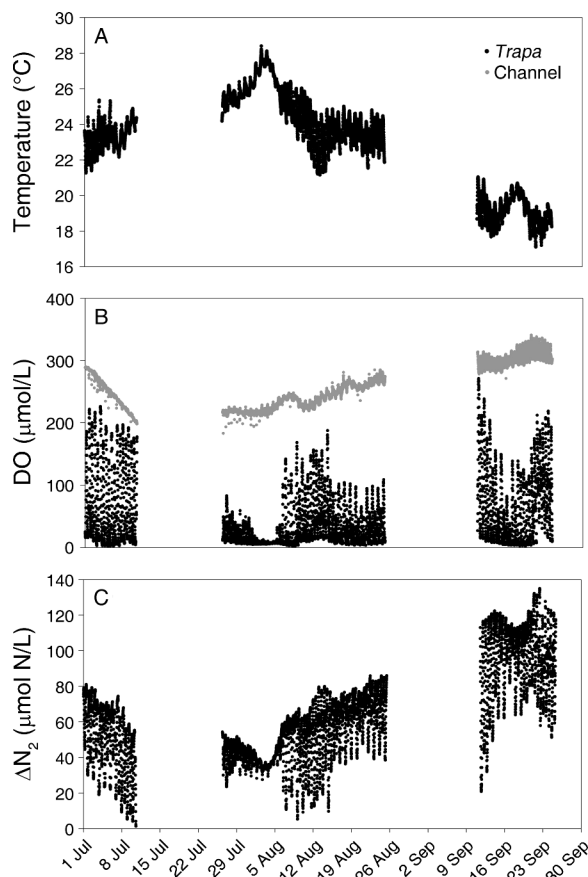 A
Trapa
Channel
Temperature (°C)
30
28
26
24
22
20
18
16
B
DO (μmol/L)
400
300
200
100
0
C
ΔN2 (μmol N/L)
140
120
100
80
60
40
20
0
1 Jul
8 Jul
15 Jul
22 Jul
29 Jul
5 Aug
12 Aug
19 Aug
26 Aug
2 Sep
9 Sep
16 Sep
23 Sep
30 Sep